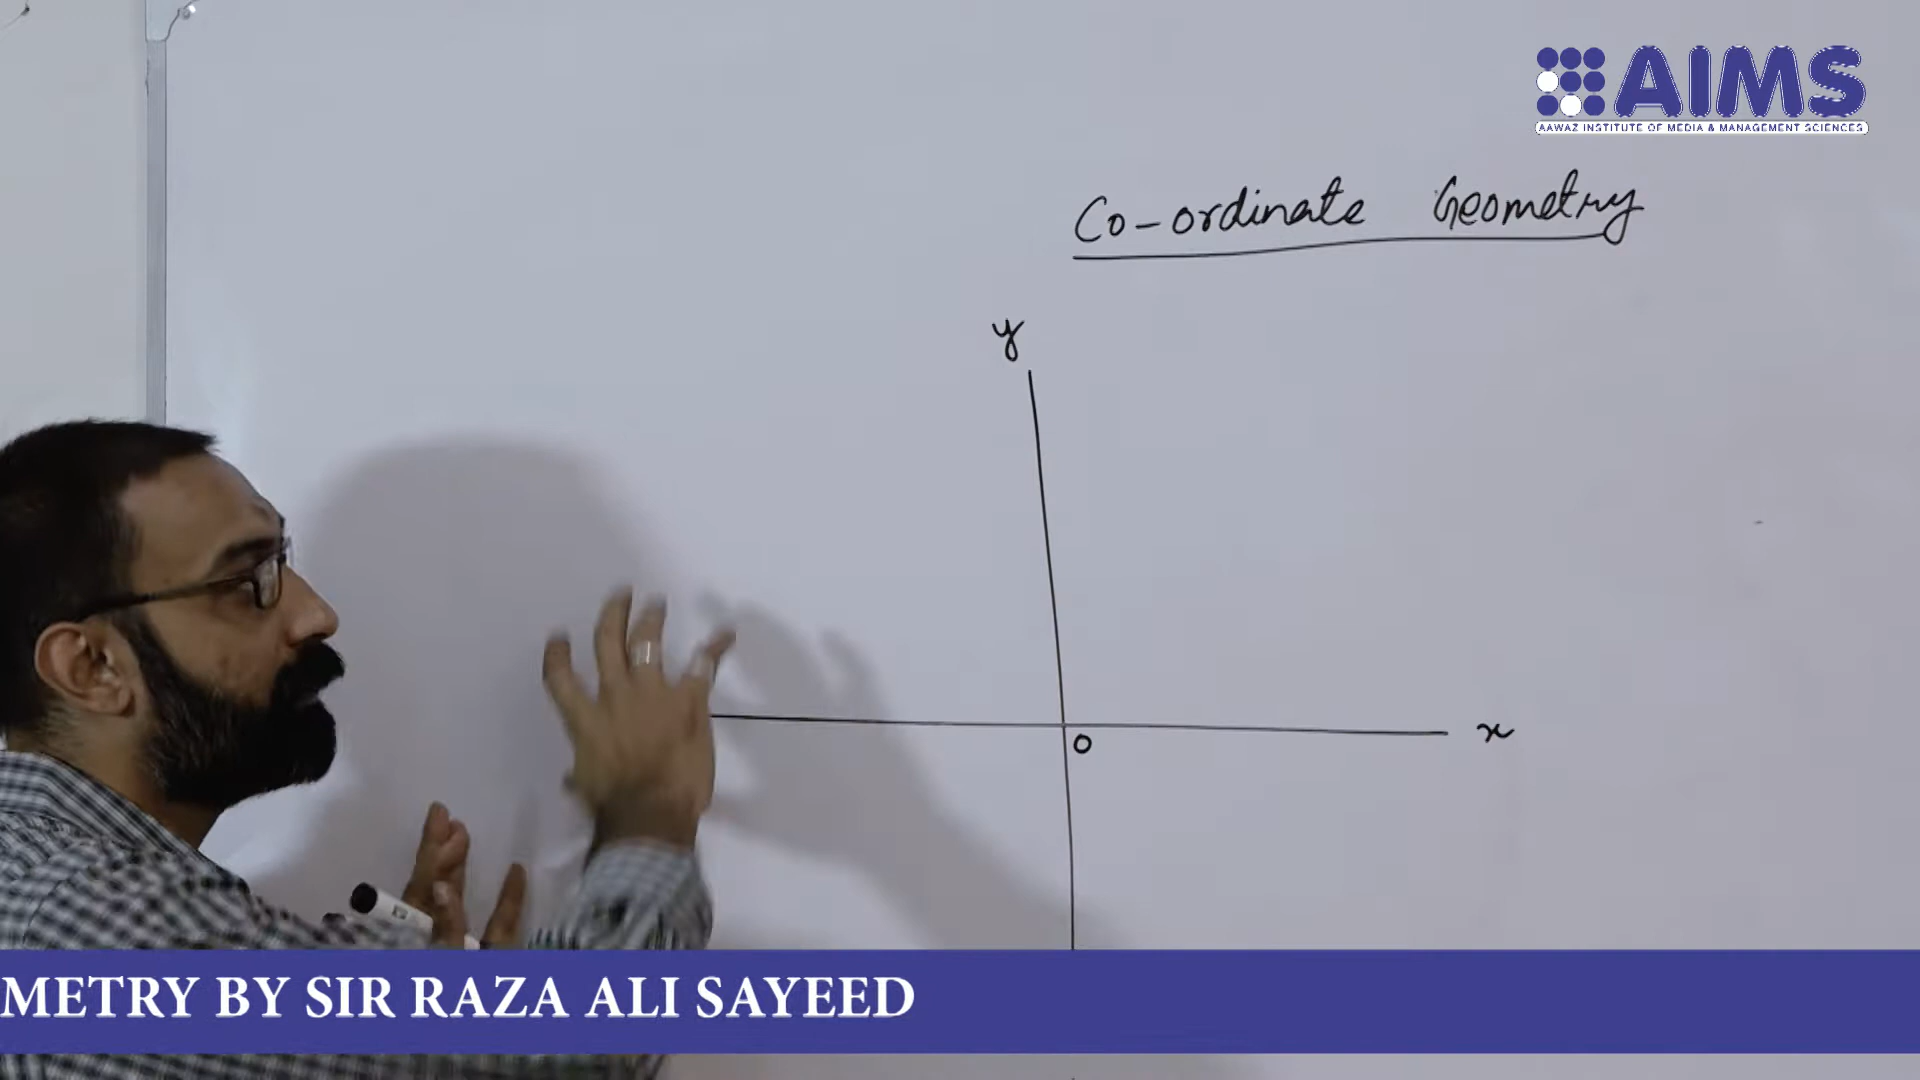 AIMS
AAWAZ INSTITUTE OF MEDIA & MANAGEMENT SCIENCES
Co-ordinate Geometry
y
x
o
METRY BY SIR RAZA ALI SAYEED